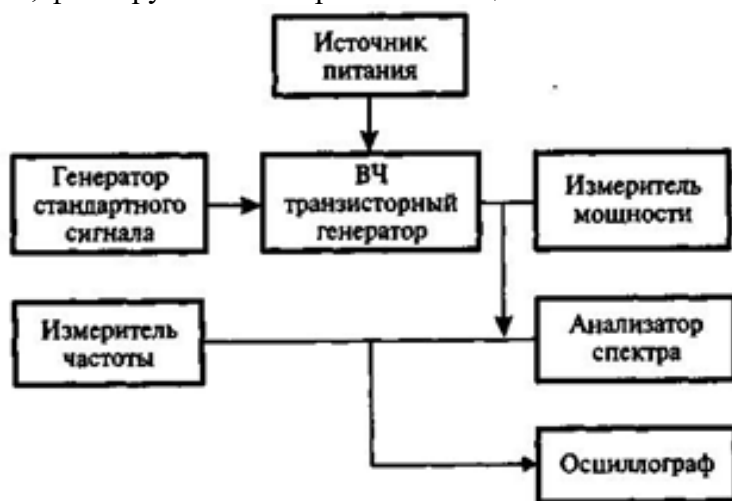 Источник
питания
Генератор
стандартного
сигнала
ВЧ
транзисторный
генератор
Измеритель
мощности
Измеритель
частоты
Анализатор
спектра
Осциллограф